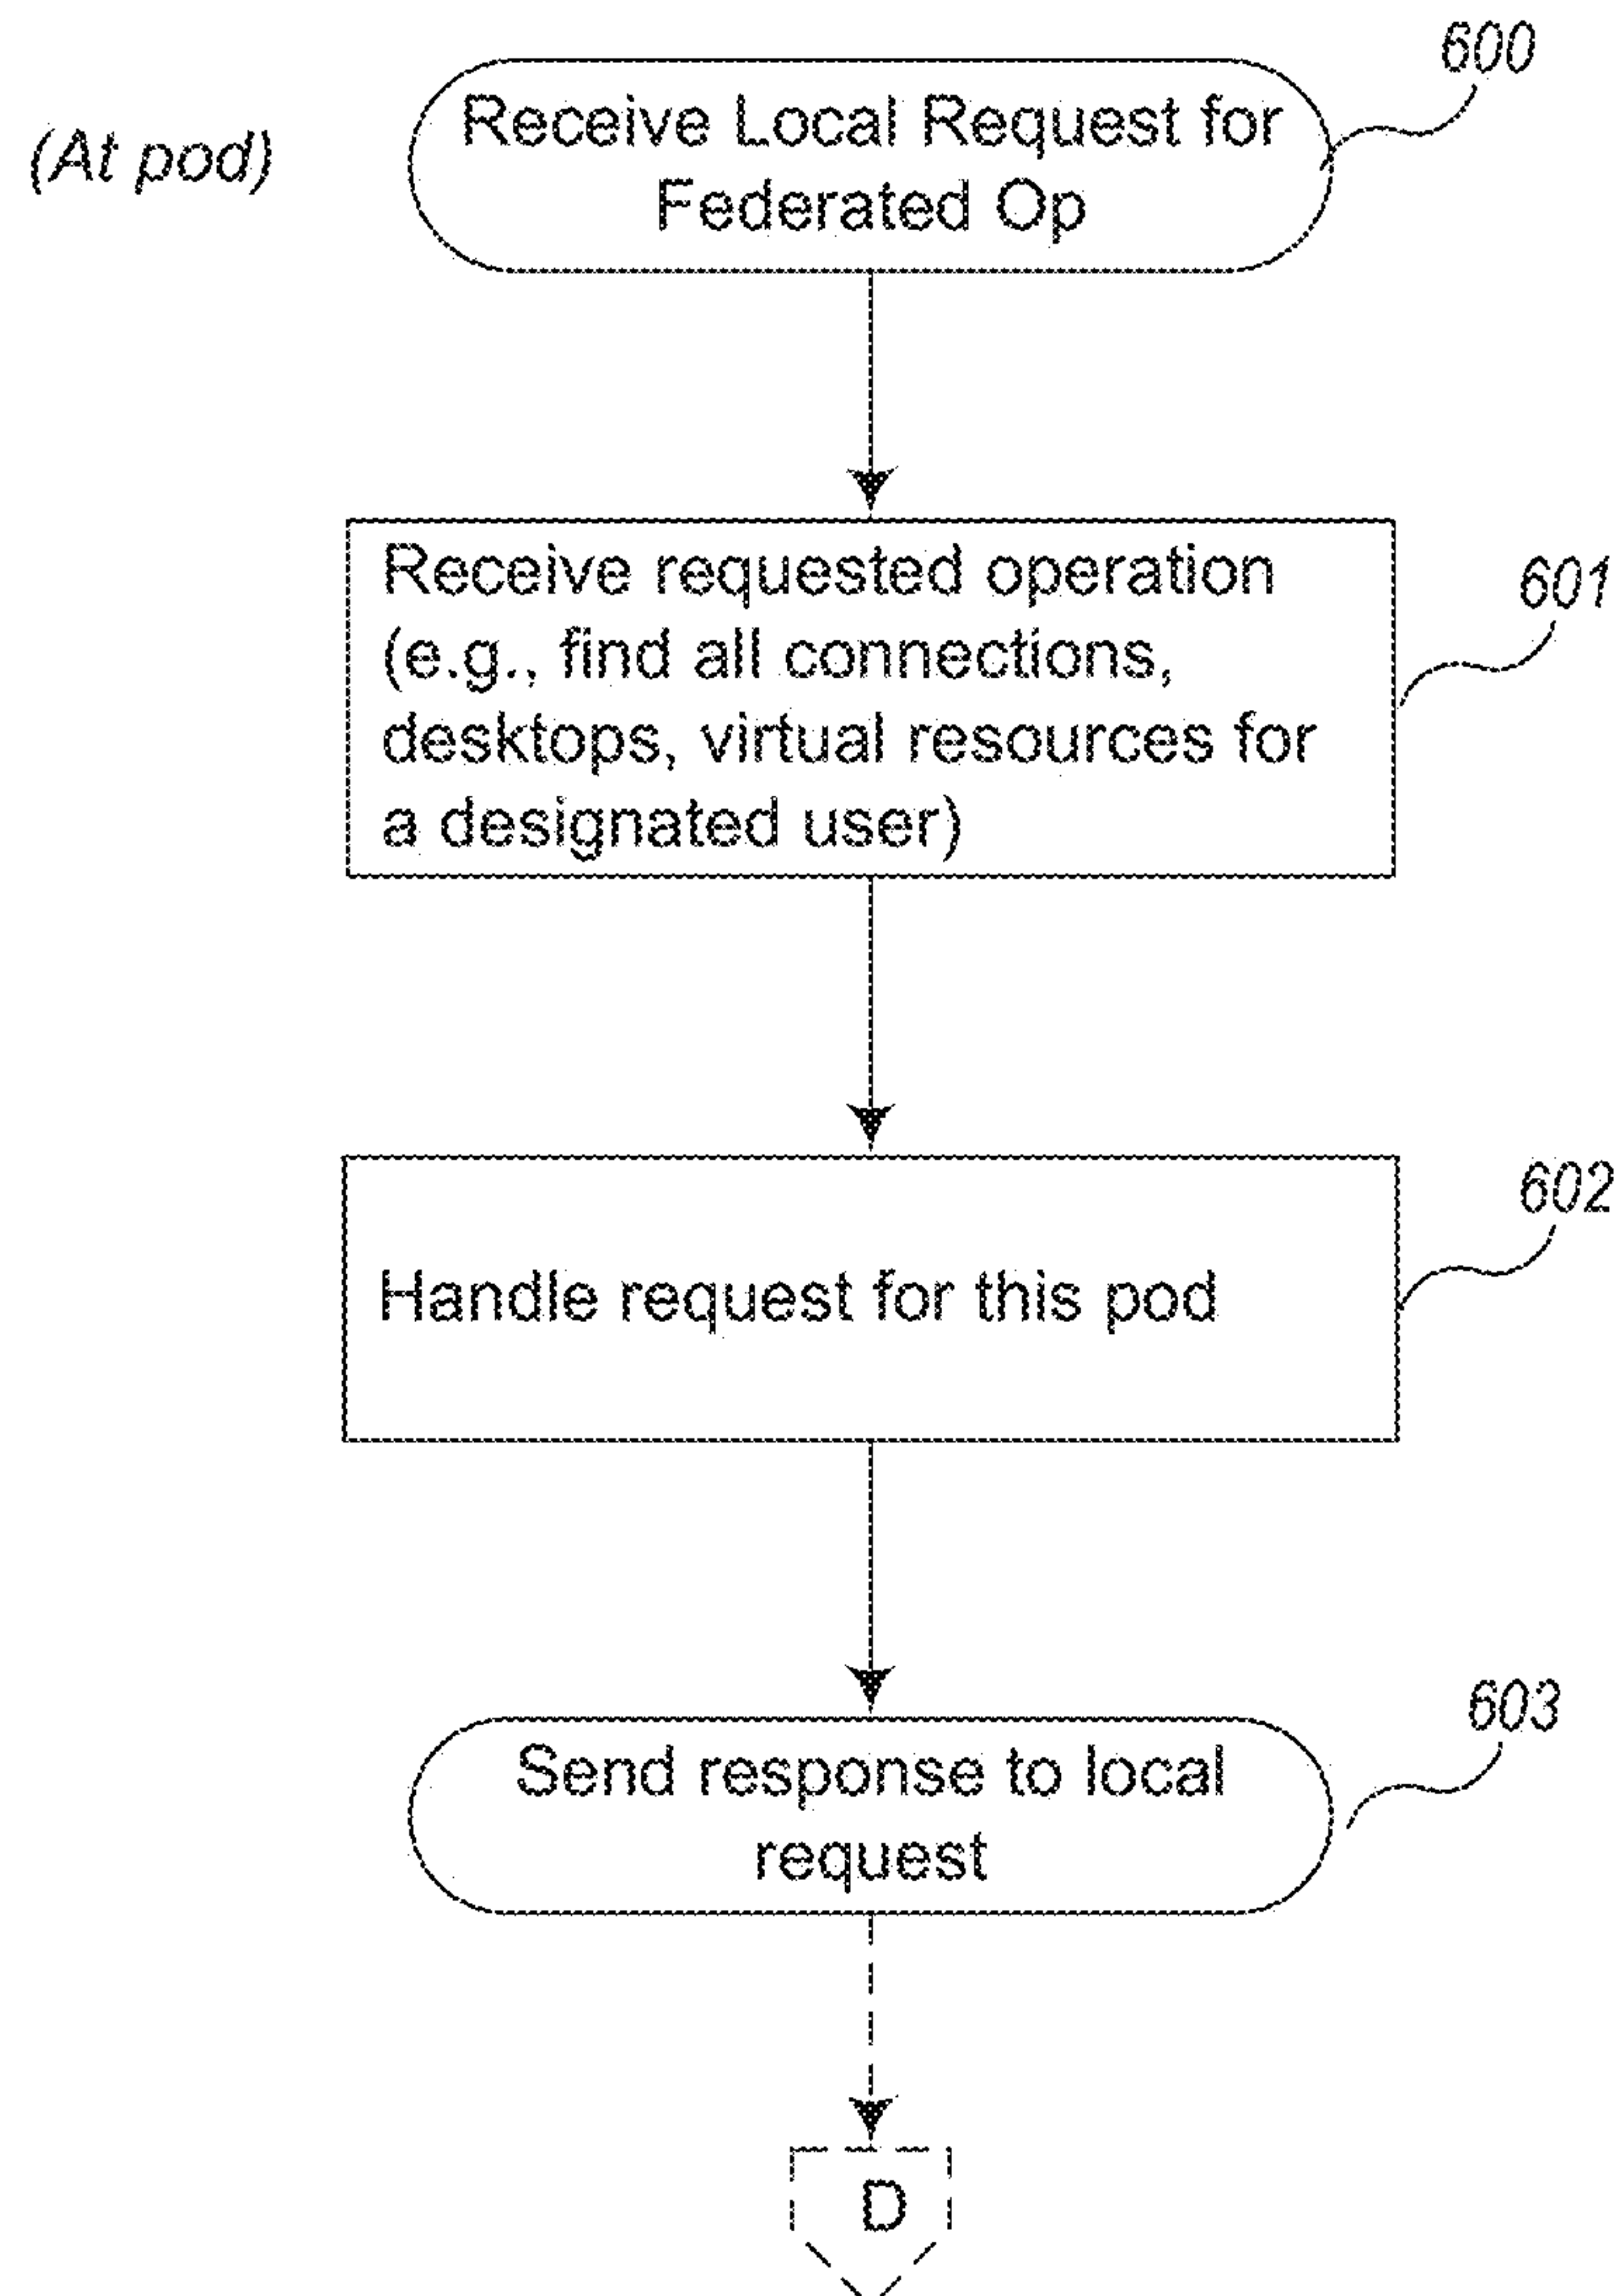 600
(At pod)
Receive Local Request for
Federated Op
601
Receive requested operation
(e.g., find all connections,
desktops, virtual resources for
a designated user)
602
Handle request for this pod
603
Send response to local
request
D